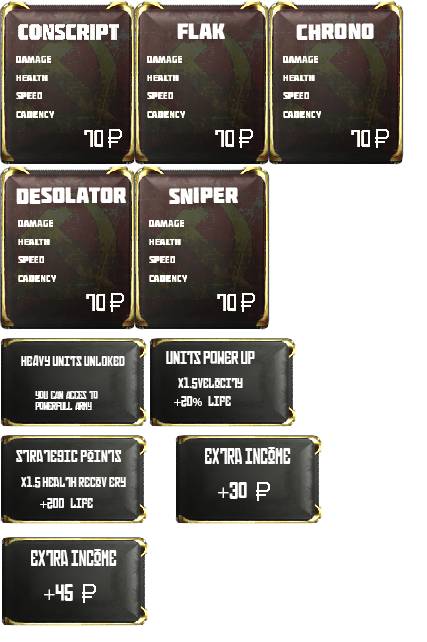 CONSCRIPT
DAMAGE
HEALTH
SPEED
CADENCY
70 ₽
FLAK
DAMAGE
HEALTH
SPEED
CADENCY
70 ₽
CHRONO
DAMAGE
HEALTH
SPEED
CADENCY
70 ₽
DESOLATOR
DAMAGE
HEALTH
SPEED
CADENCY
70 ₽
SNIPER
DAMAGE
HEALTH
SPEED
CADENCY
70 ₽
HEAVY UNITS UNLOKED
YOU CAN ACCES TO
POWERFULL ARMY
UNITS POWER UP
X1.5VELOCITY
+20% LIFE
STRATEGIC POINTS
X1.5 HEALTH RECOVERY
+200 LIFE
EXTRA INCOME
+30 ₽
EXTRA INCOME
+45 ₽